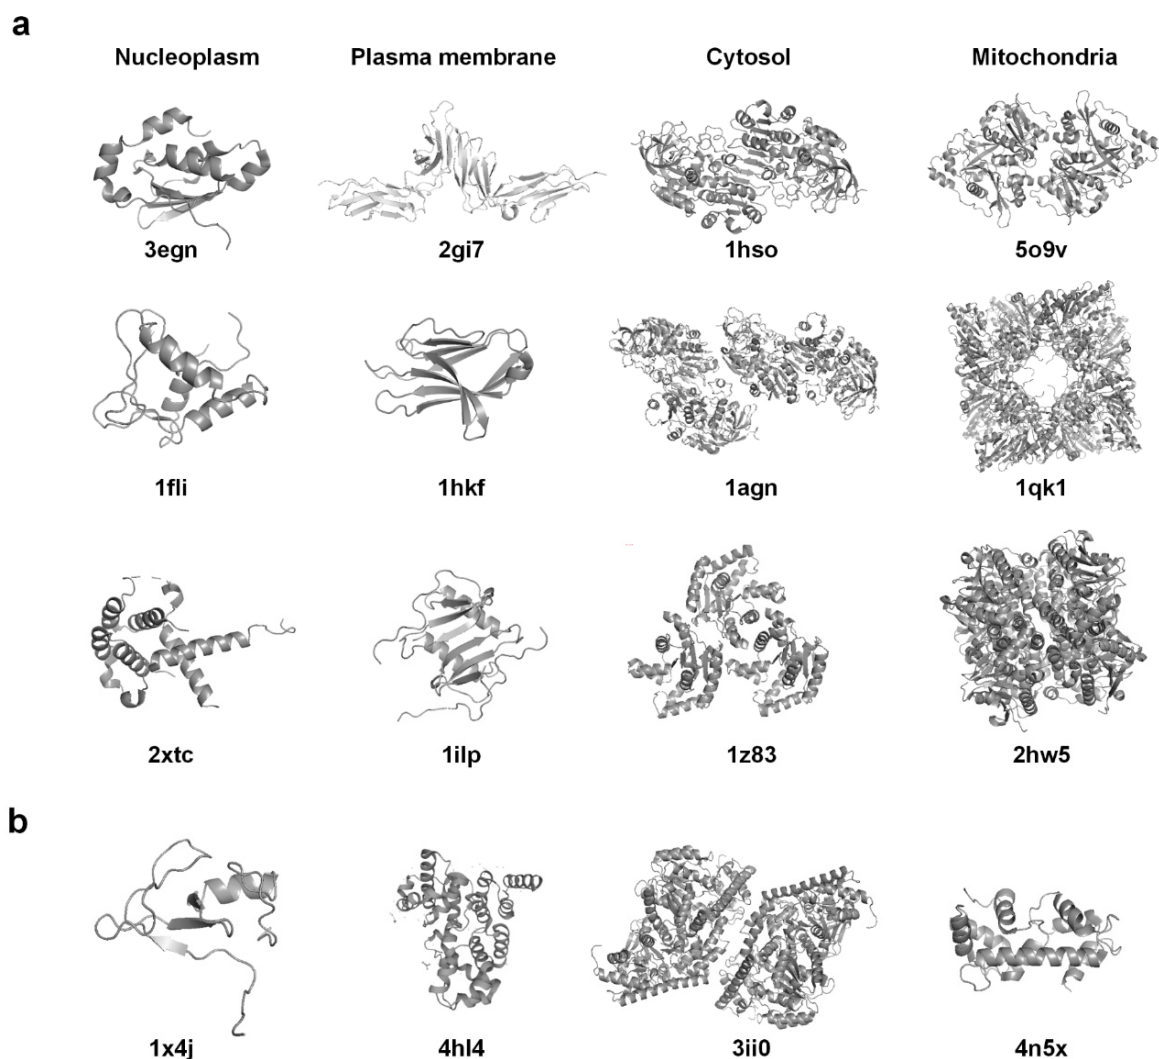 a
Nucleoplasm Plasma membrane Cytosol Mitochondria
3egn 2gi7 1hso 5o9v
1fli 1hkf 1agn 1qk1
2xtc 1ilp 1z83 2hw5
b
1x4j 4hl4 3ii0 4n5x